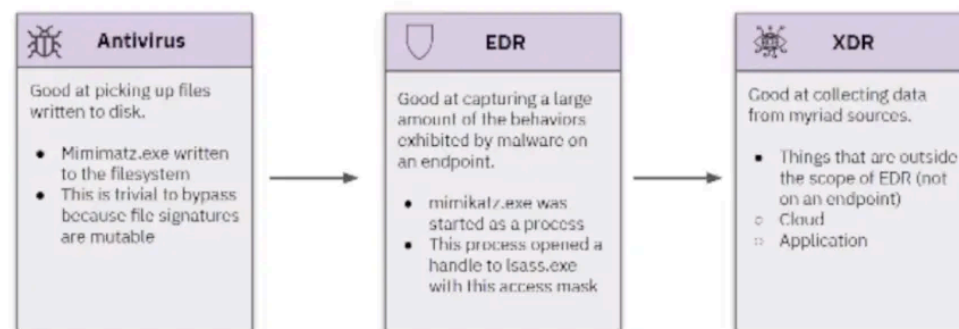 Antivirus
Good at picking up files
written to disk.
● Mimimatz.exe written
to the filesystem
● This is trivial to bypass
because file signatures
are mutable
EDR
Good at capturing a large
amount of the behaviors
exhibited by malware on
an endpoint.
● mimikatz.exe was
started as a process
● This process opened a
handle to lsass.exe
with this access mask
XDR
Good at collecting data
from myriad sources.
● Things that are outside
the scope of EDR (not
on an endpoint)
○ Cloud
○ Application